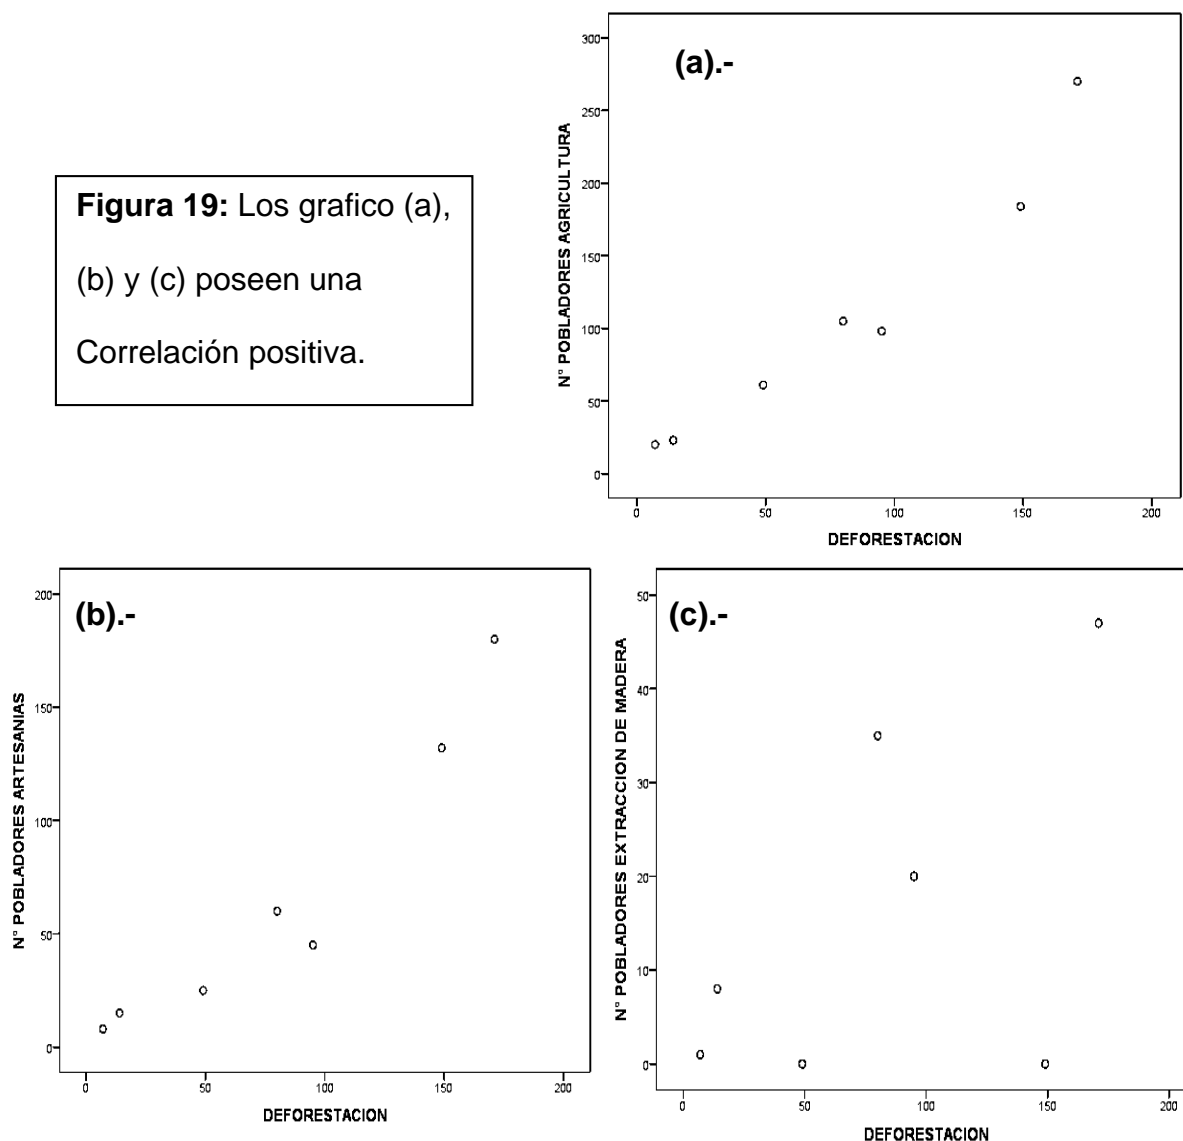 Figura 19: Los grafico (a),
(b) y (c) poseen una
Correlación positiva.
(a).-
N° POBLADORES AGRICULTURA
300
250
200
150
100
50
0
0 50 100 150 200
DEFORESTACION
(b).-
N° POBLADORES ARTESANIAS
200
150
100
50
0
0 50 100 150 200
DEFORESTACION
(c).-
N° POBLADORES EXTRACCION DE MADERA
50
40
30
20
10
0
0 50 100 150 200
DEFORESTACION